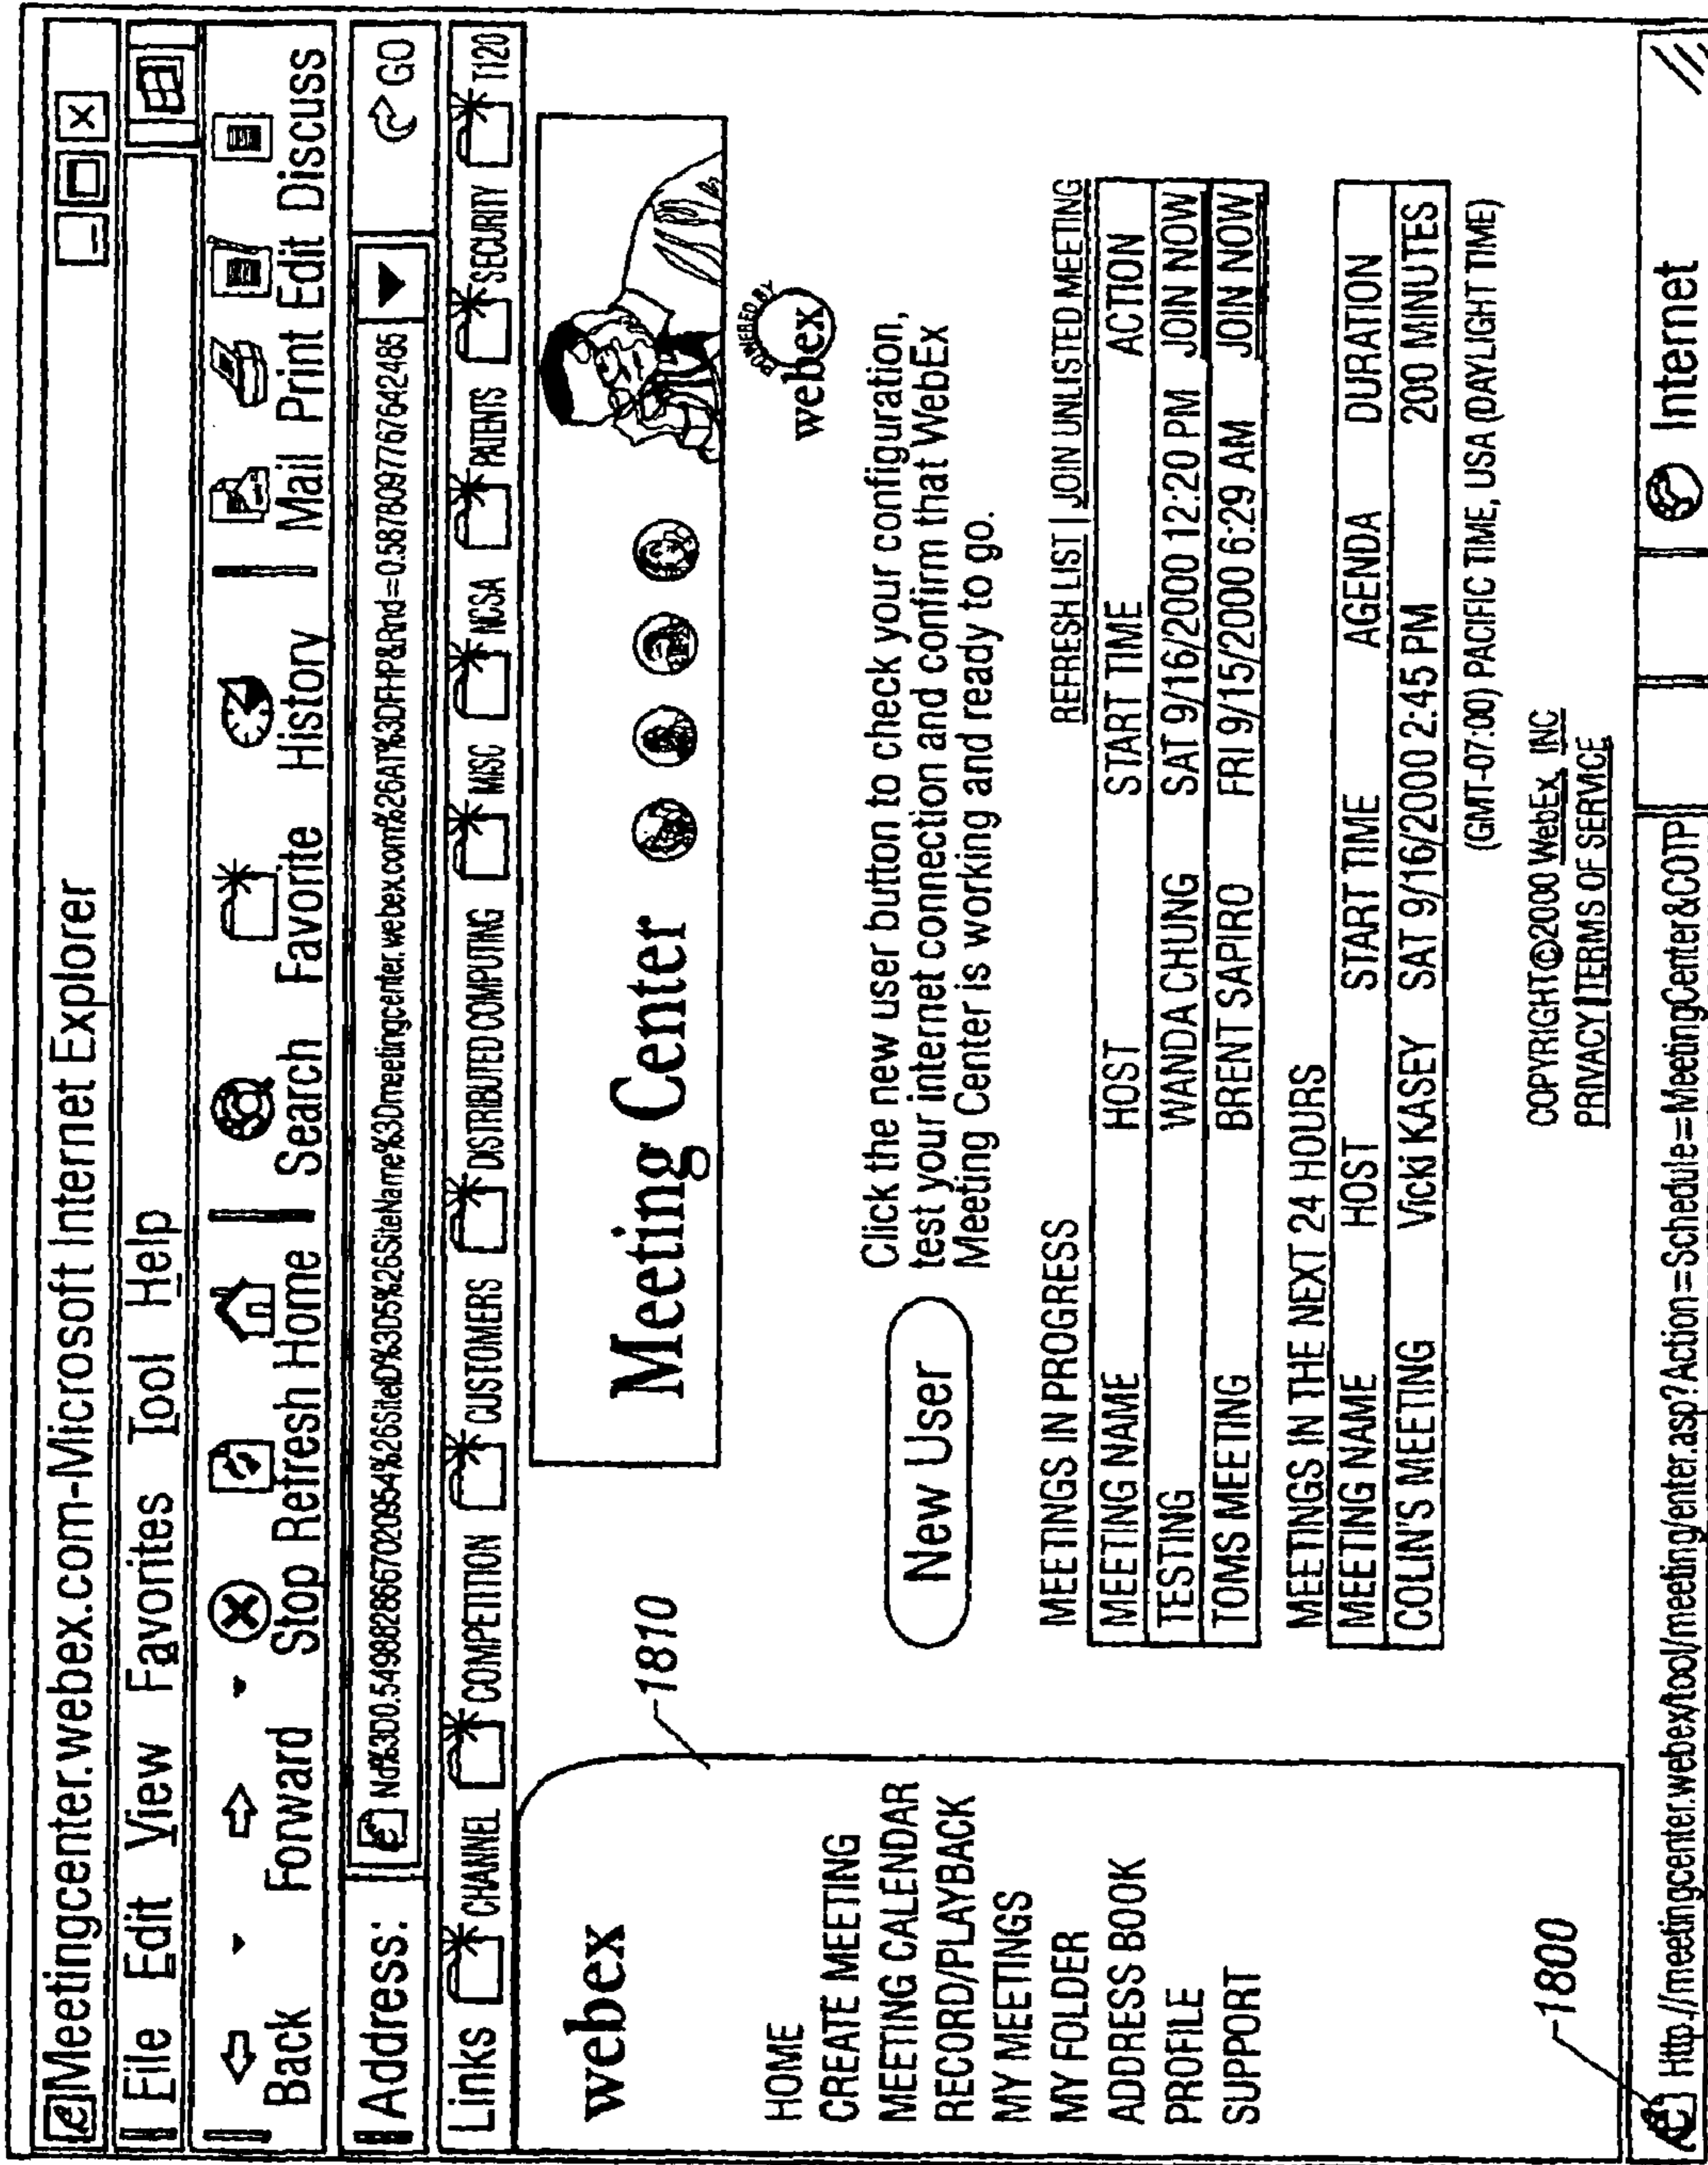 Meetingcenter.webex.com-Microsoft Internet Explorer
File Edit View Favorites Tool Help
Back Forward Stop Refresh Home Search Favorite History Mail Print Edit Discuss
Address: GO
Links CHANNEL COMPETITION CUSTOMERS DISTRIBUTED COMPUTING MISC NCSA PATENTS SECURITY T120
webex
HOME
CREATE MEETING
MEETING CALENDAR
RECORD/PLAYBACK
MY MEETINGS
MY FOLDER
ADDRESS BOOK
PROFILE
SUPPORT
1810
1800
Meeting Center
POWERED BY
webex
New User
Click the new user button to check your configuration,
test your internet connection and confirm that WebEx
Meeting Center is working and ready to go.
REFRESH LIST | JOIN UNLISTED MEETING
MEETINGS IN PROGRESS
MEETING NAME HOST START TIME ACTION
TESTING WANDA CHUNG SAT 9/16/2000 12:20 PM JOIN NOW
TOMS MEETING BRENT SAPIRO FRI 9/15/2000 6:29 AM JOIN NOW
MEETINGS IN THE NEXT 24 HOURS
MEETING NAME HOST START TIME AGENDA DURATION
COLIN'S MEETING Vicki KASEY SAT 9/16/2000 2:45 PM 200 MINUTES
(GMT-07:00) PACIFIC TIME, USA (DAYLIGHT TIME)
COPYRIGHT©2000 WebEx, INC
PRIVACY | TERMS OF SERVICE
Http://meetingcenter.webex/tool/meeting/enter.asp?Action=Schedule=MeetingCenter&COTP Internet